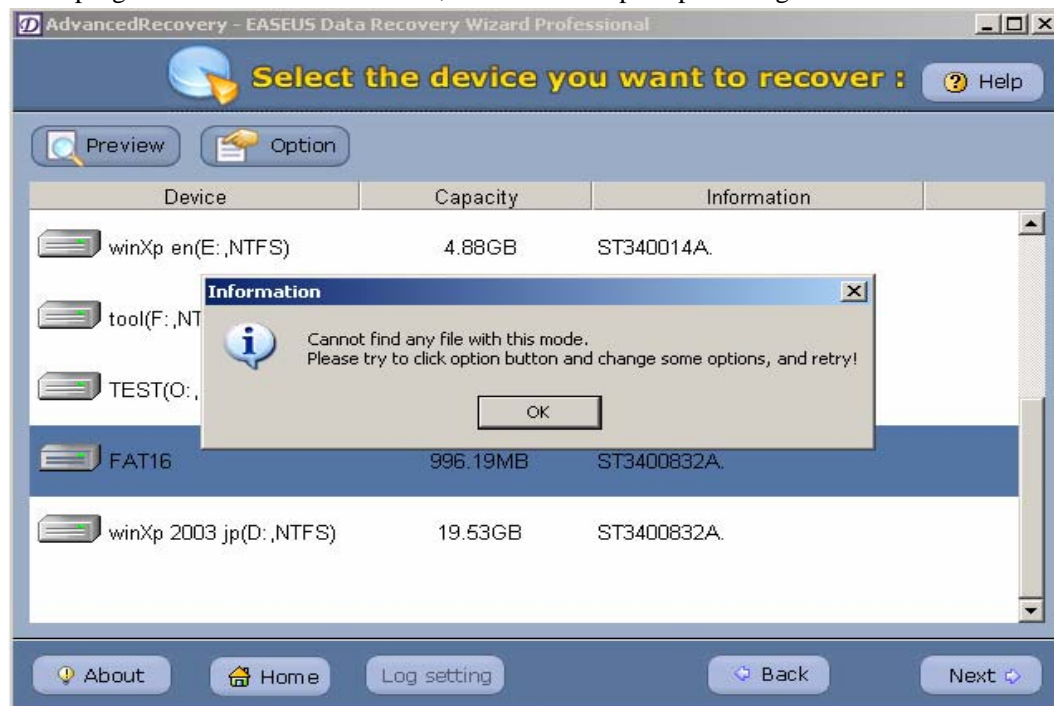 AdvancedRecovery - EASEUS Data Recovery Wizard Professional
Select the device you want to recover :
Help
Preview
Option
Device Capacity Information
winXp en(E:,NTFS) 4.88GB ST340014A.
Information
tool(F:,NT
Cannot find any file with this mode.
Please try to click option button and change some options, and retry!
TEST(O:,
OK
FAT16 996.19MB ST3400832A.
winXp 2003 jp(D:,NTFS) 19.53GB ST3400832A.
About Home Log setting Back Next